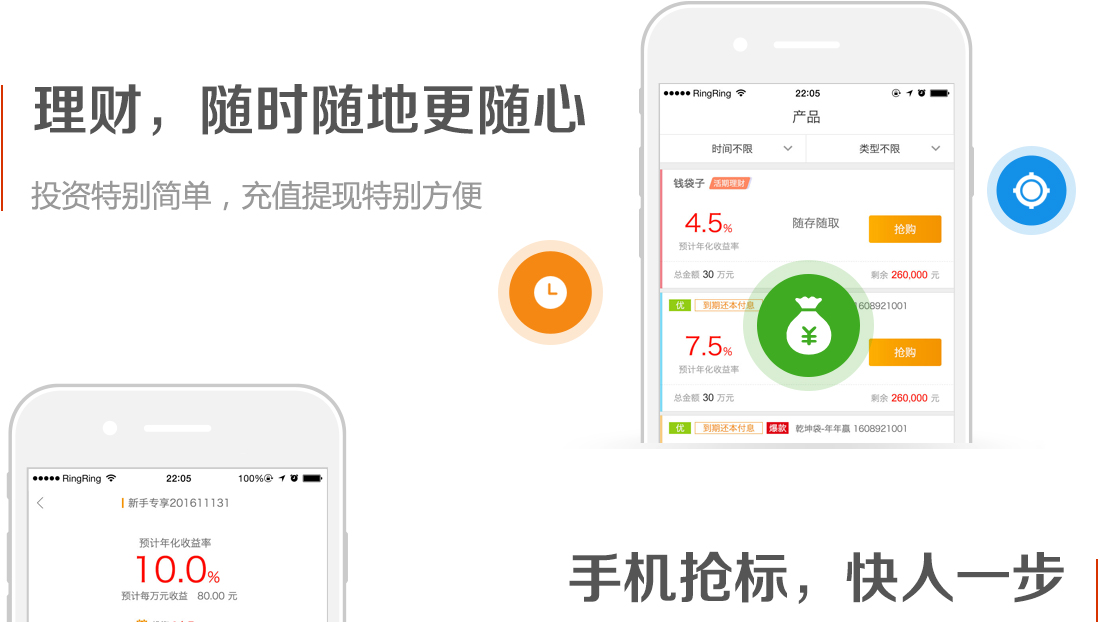 理财，随时随地更随心
投资特别简单，充值提现特别方便
RingRing 22:05
产品
时间不限 类型不限
钱袋子 活期理财
4.5% 随存随取 抢购
预计年化收益率
总金额 30 万元 剩余 260,000 元
优 到期还本付息 1608921001
7.5% ¥ 抢购
预计年化收益率
总金额 30 万元 剩余 260,000 元
优 到期还本付息 爆款 乾坤袋-年年赢 1608921001
RingRing 22:05 100%
新手专享201611131
预计年化收益率
10.0%
预计每万元收益 80.00 元
手机抢标，快人一步